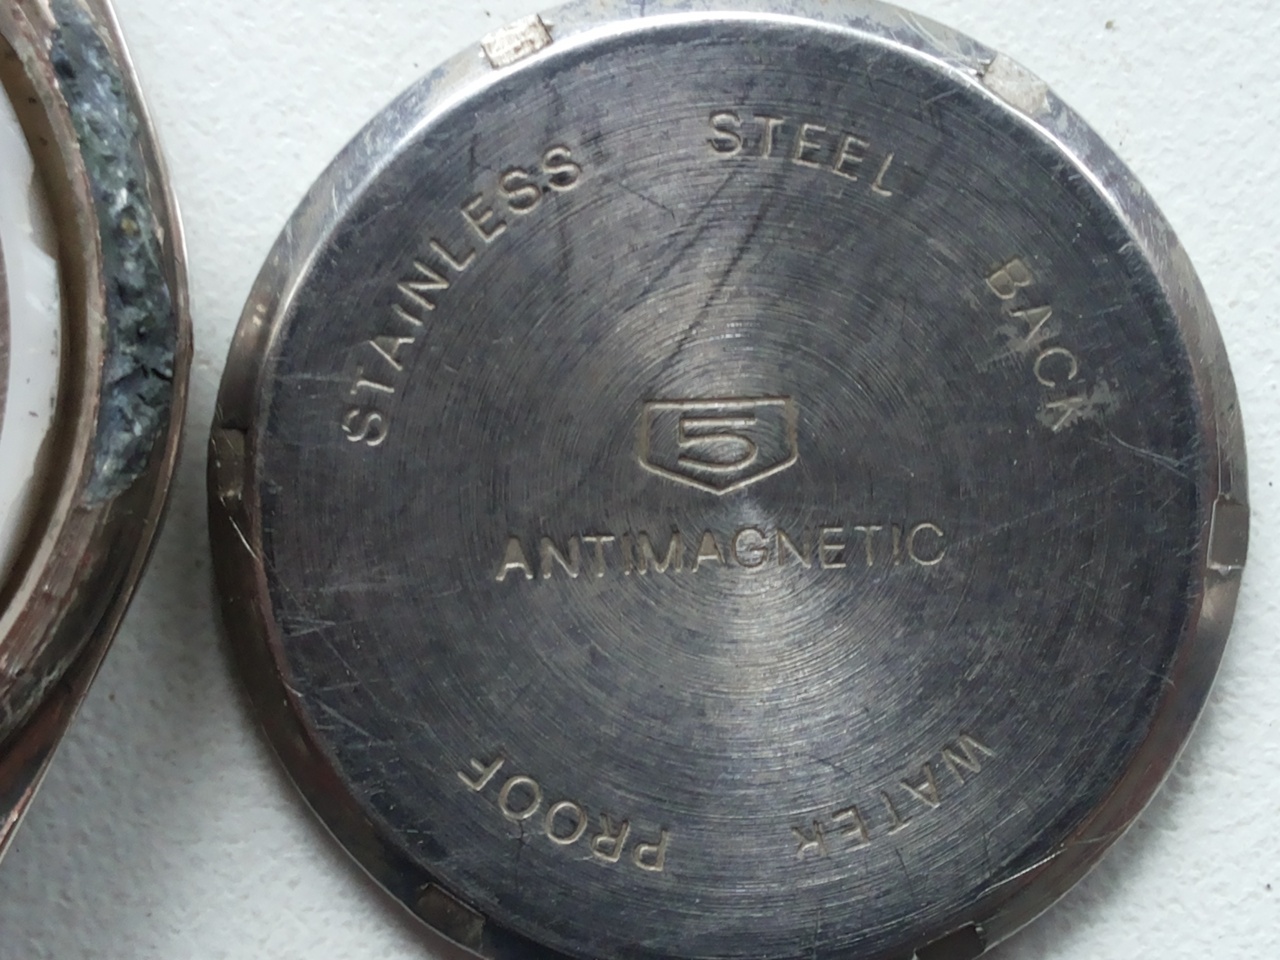 STAINLESS STEEL BACK
5
ANTIMAGNETIC
WATER PROOF